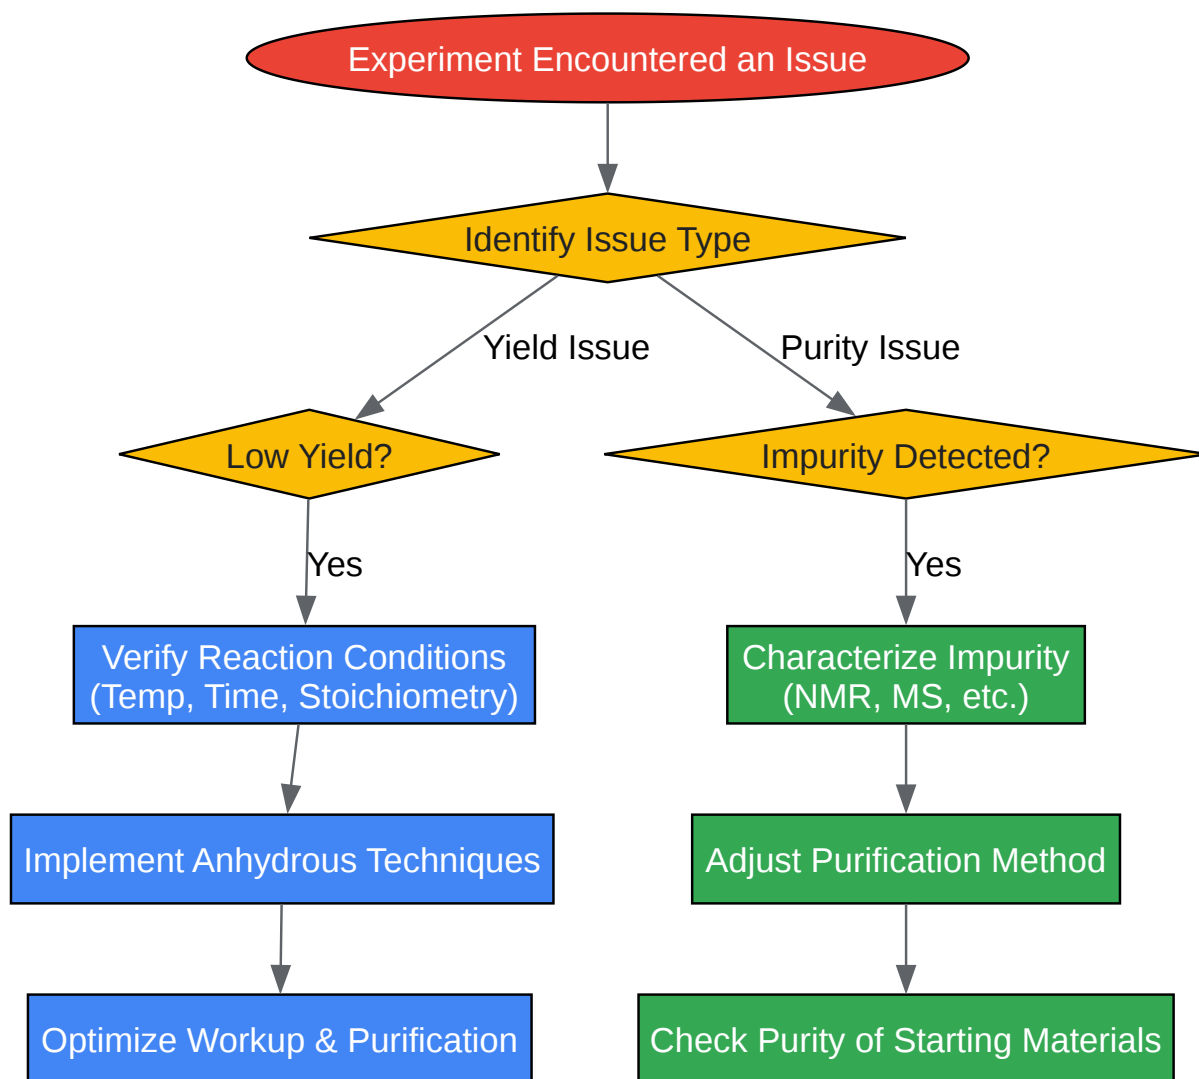 Experiment Encountered an Issue
Identify Issue Type
Yield Issue
Purity Issue
Low Yield?
Impurity Detected?
Yes
Yes
Verify Reaction Conditions
(Temp, Time, Stoichiometry)
Characterize Impurity
(NMR, MS, etc.)
Implement Anhydrous Techniques
Adjust Purification Method
Optimize Workup & Purification
Check Purity of Starting Materials